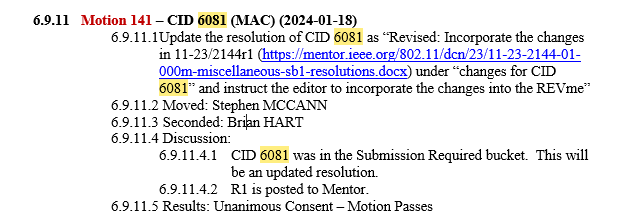 6.9.11 Motion 141 – CID 6081 (MAC) (2024-01-18)
6.9.11.1Update the resolution of CID 6081 as “Revised: Incorporate the changes
in 11-23/2144r1 (https://mentor.ieee.org/802.11/dcn/23/11-23-2144-01-
000m-miscellaneous-sb1-resolutions.docx) under “changes for CID
6081” and instruct the editor to incorporate the changes into the REVme”
6.9.11.2 Moved: Stephen MCCANN
6.9.11.3 Seconded: Brian HART
6.9.11.4 Discussion:
6.9.11.4.1 CID 6081 was in the Submission Required bucket. This will
be an updated resolution.
6.9.11.4.2 R1 is posted to Mentor.
6.9.11.5 Results: Unanimous Consent – Motion Passes